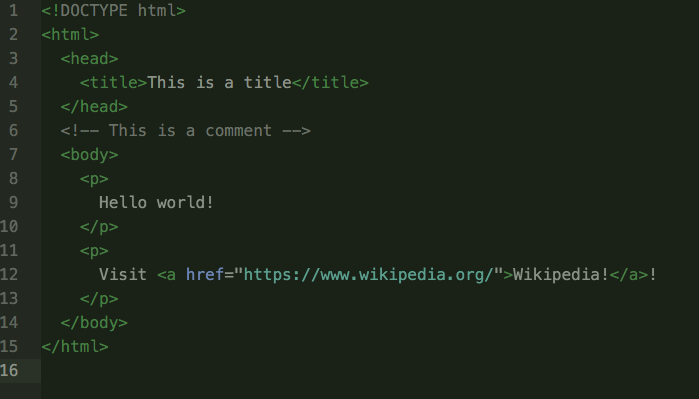 1 <!DOCTYPE html>
2 <html>
3   <head>
4     <title>This is a title</title>
5   </head>
6   <!-- This is a comment -->
7   <body>
8     <p>
9       Hello world!
10     </p>
11     <p>
12       Visit <a href="https://www.wikipedia.org/">Wikipedia!</a>!
13     </p>
14   </body>
15 </html>
16